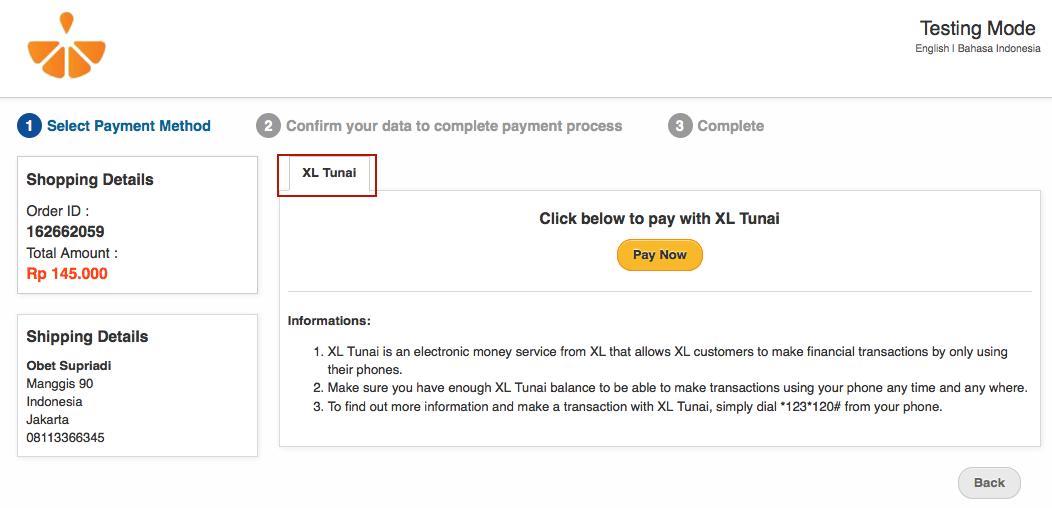 Testing Mode
English | Bahasa Indonesia
1 Select Payment Method
2 Confirm your data to complete payment process
3 Complete
Shopping Details
Order ID :
162662059
Total Amount :
Rp 145.000
Shipping Details
Obet Supriadi
Manggis 90
Indonesia
Jakarta
08113366345
XL Tunai
Click below to pay with XL Tunai
Pay Now
Informations:
1. XL Tunai is an electronic money service from XL that allows XL customers to make financial transactions by only using
their phones.
2. Make sure you have enough XL Tunai balance to be able to make transactions using your phone any time and any where.
3. To find out more information and make a transaction with XL Tunai, simply dial *123*120# from your phone.
Back